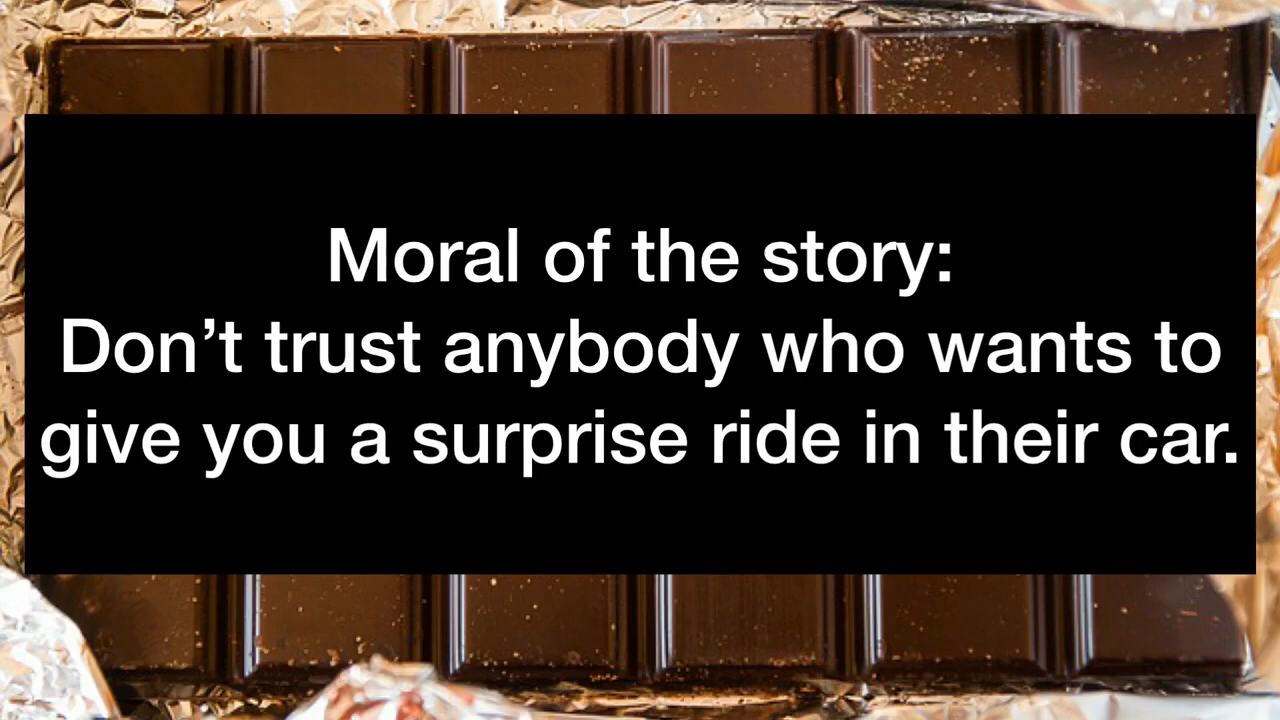 Moral of the story:
Don’t trust anybody who wants to
give you a surprise ride in their car.